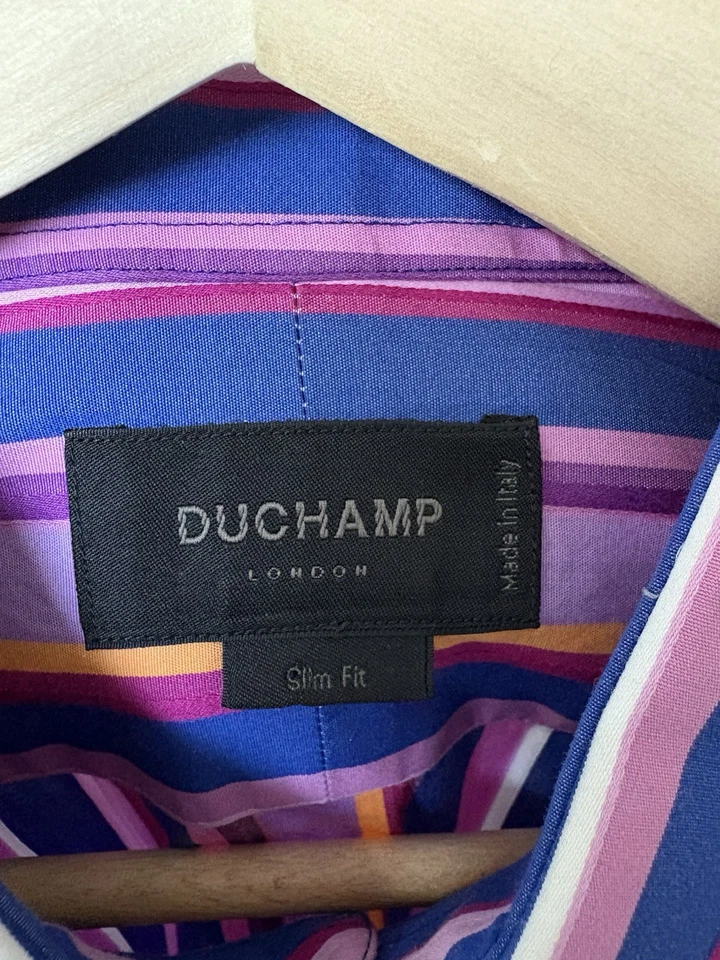 DUCHAMP
LONDON
Made in Italy
Slim Fit